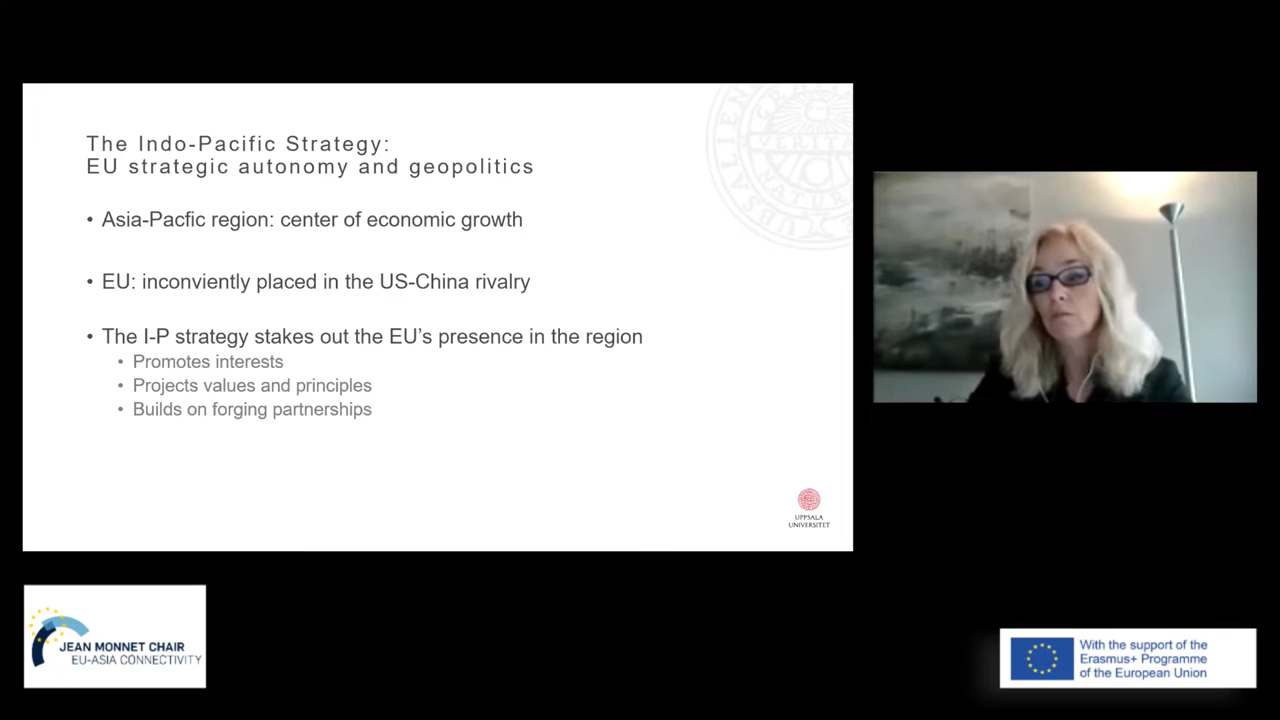 The Indo-Pacific Strategy:
EU strategic autonomy and geopolitics
• Asia-Pacfic region: center of economic growth
• EU: inconviently placed in the US-China rivalry
• The I-P strategy stakes out the EU’s presence in the region
• Promotes interests
• Projects values and principles
• Builds on forging partnerships
UPPSALA
UNIVERSITET
JEAN MONNET CHAIR
EU-ASIA CONNECTIVITY
With the support of the
Erasmus+ Programme
of the European Union